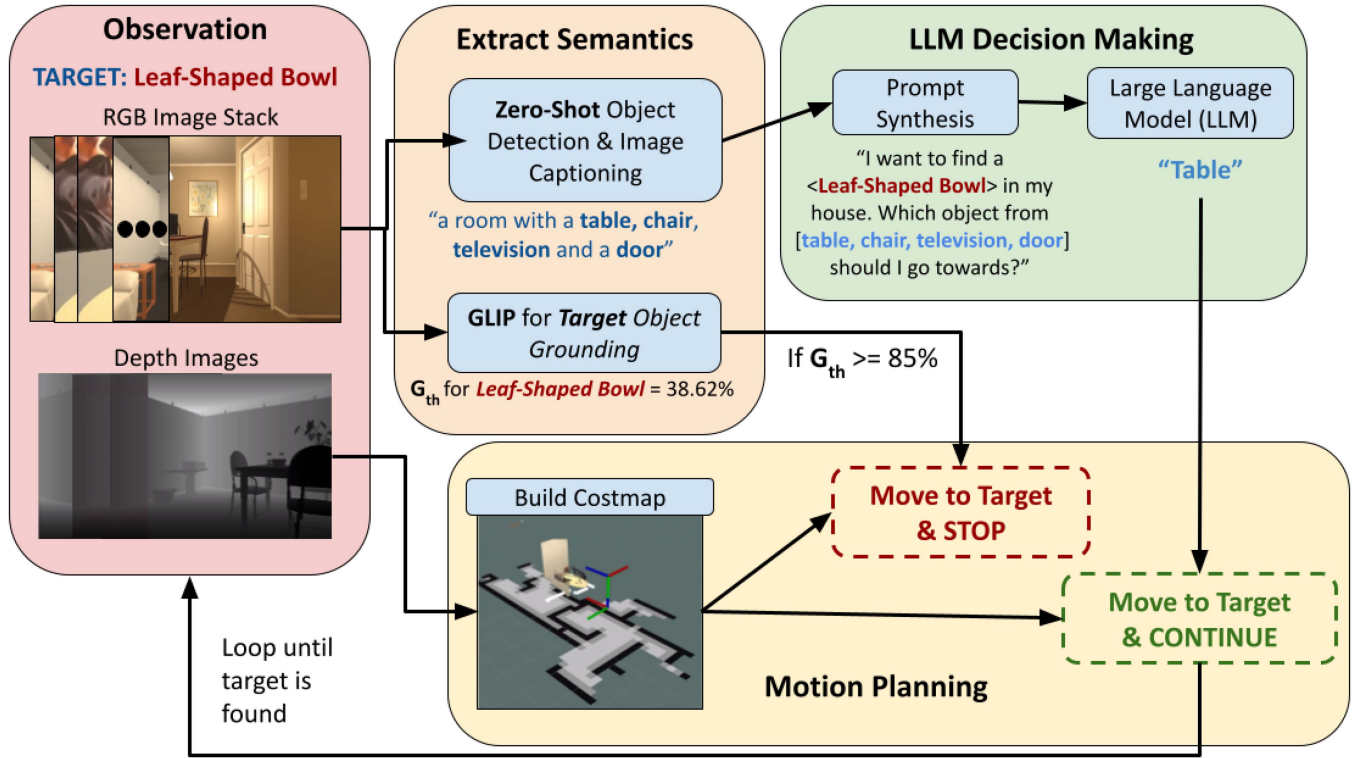 Observation
TARGET: Leaf-Shaped Bowl
RGB Image Stack
Depth Images
Extract Semantics
Zero-Shot Object
Detection & Image
Captioning
“a room with a table, chair,
television and a door”
GLIP for Target Object
Grounding
Gth for Leaf-Shaped Bowl = 38.62%
LLM Decision Making
Prompt
Synthesis
“I want to find a
<Leaf-Shaped Bowl> in my
house. Which object from
[table, chair, television, door]
should I go towards?”
Large Language
Model (LLM)
“Table”
If Gth >= 85%
Build Costmap
Move to Target
& STOP
Move to Target
& CONTINUE
Motion Planning
Loop until
target is
found